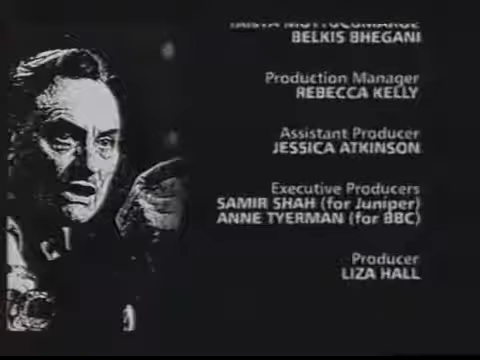 BELKIS BHEGANI
Production Manager
REBECCA KELLY
Assistant Producer
JESSICA ATKINSON
Executive Producers
SAMIR SHAH (for Juniper)
ANNE TYERMAN (for BBC)
Producer
LIZA HALL